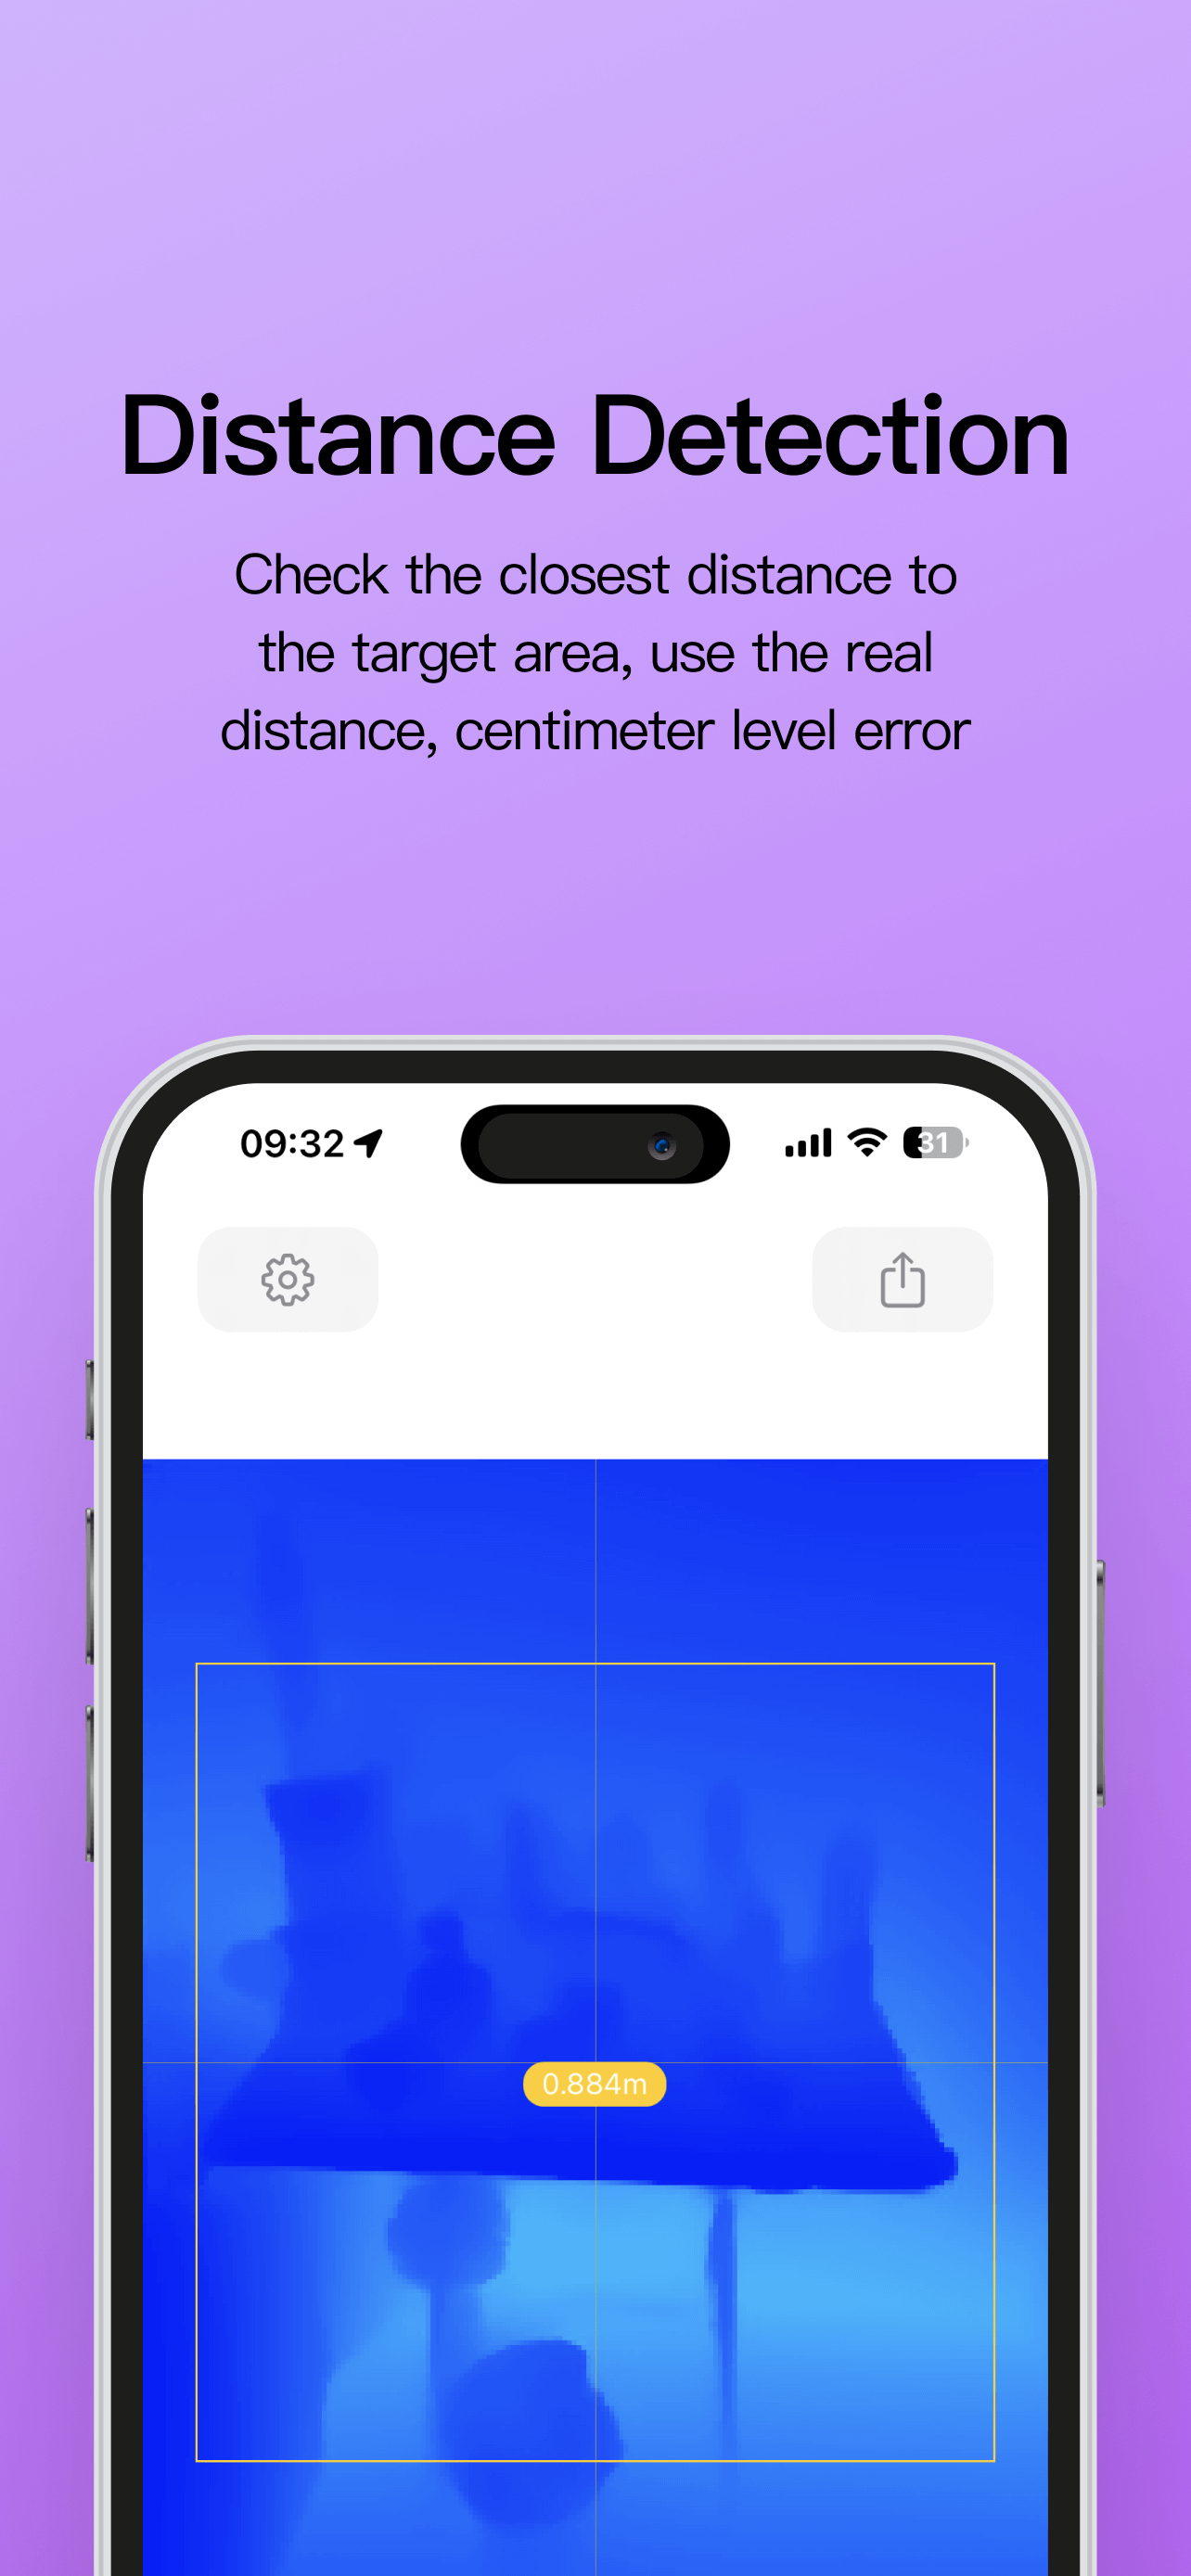 Distance Detection
Check the closest distance to
the target area, use the real
distance, centimeter level error
09:32 31
0.884m